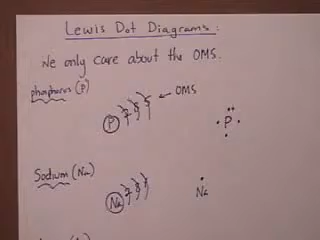 Lewis Dot Diagrams:
We only care about the OMS.
phosphorus (P)
P 2 8 5 ← OMS
P
Sodium (Na)
Na 2 8 1
Na